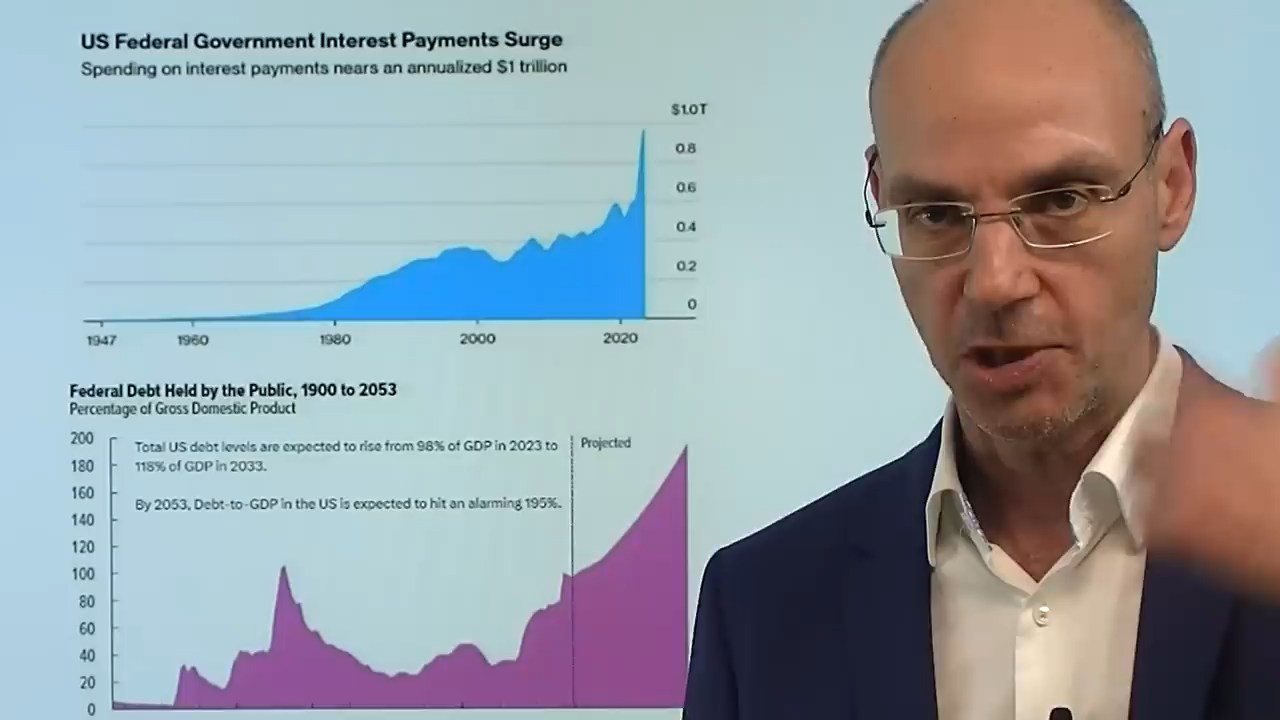 US Federal Government Interest Payments Surge
Spending on interest payments nears an annualized $1 trillion
$1.0T
0.8
0.6
0.4
0.2
0
1947 1960 1980 2000 2020
Federal Debt Held by the Public, 1900 to 2053
Percentage of Gross Domestic Product
200
180
160
140
120
100
80
60
40
20
0
Total US debt levels are expected to rise from 98% of GDP in 2023 to
118% of GDP in 2033.
By 2053, Debt-to-GDP in the US is expected to hit an alarming 195%.
Projected